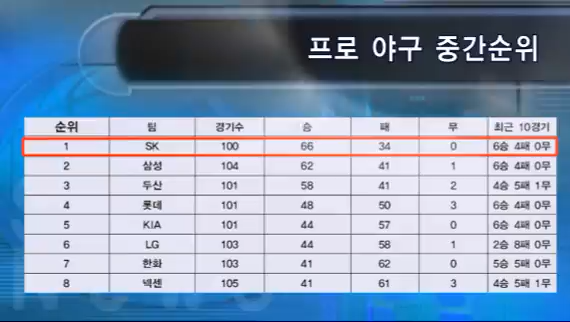 프로 야구 중간순위
순위 팀 경기수 승 패 무 최근 10경기
1 SK 100 66 34 0 6승 4패 0무
2 삼성 104 62 41 1 6승 4패 0무
3 두산 101 58 41 2 4승 5패 1무
4 롯데 101 48 50 3 6승 4패 0무
5 KIA 101 44 57 0 6승 4패 0무
6 LG 103 44 58 1 2승 8패 0무
7 한화 103 41 62 0 5승 5패 0무
8 넥센 105 41 61 3 4승 5패 1무
NEWS